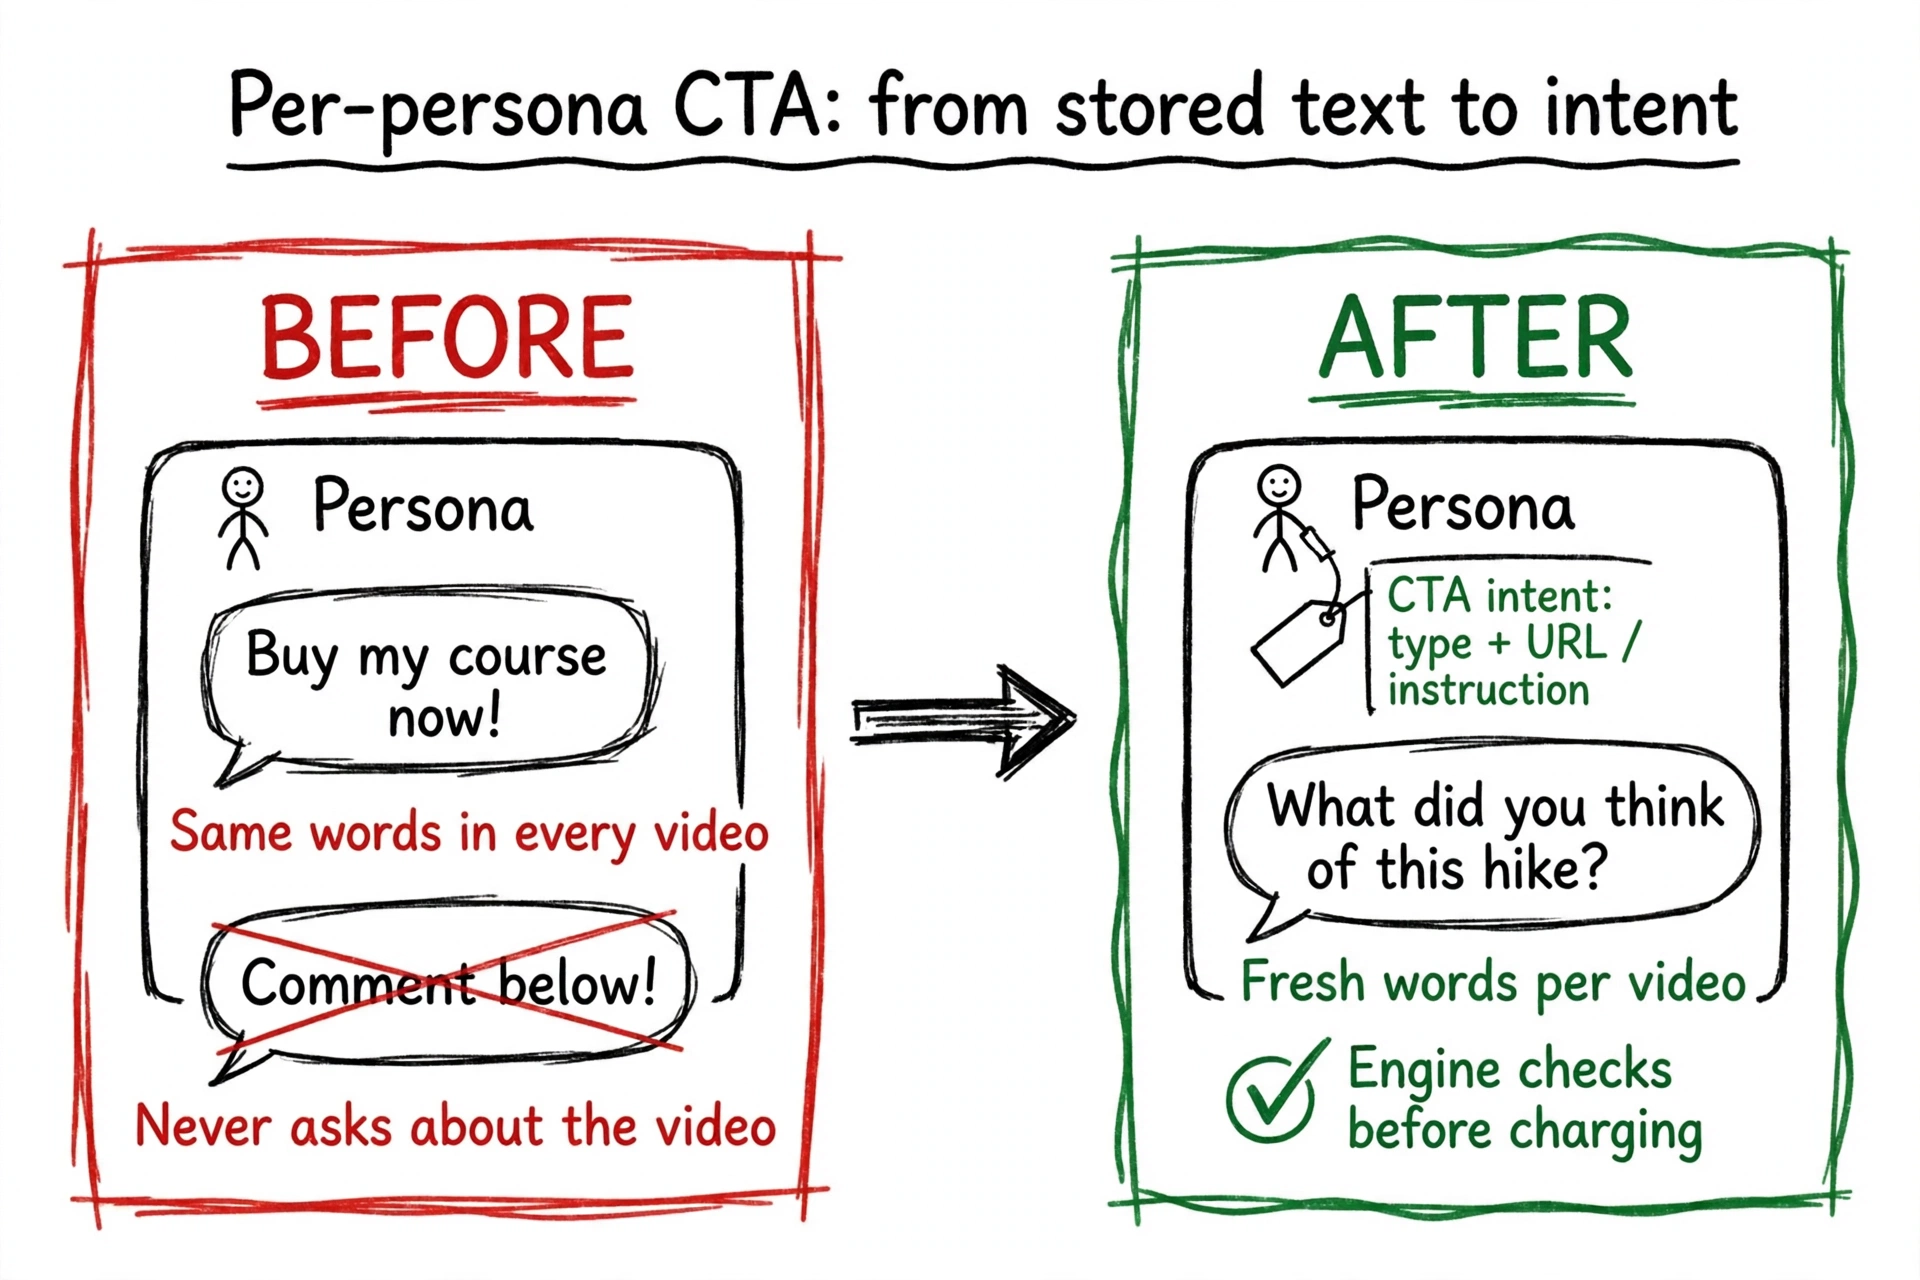 Per-persona CTA: from stored text to intent
BEFORE
Persona
Buy my course
now!
Same words in every video
Comment below!
Never asks about the video
AFTER
Persona
CTA intent:
type + URL /
instruction
What did you think
of this hike?
Fresh words per video
Engine checks
before charging